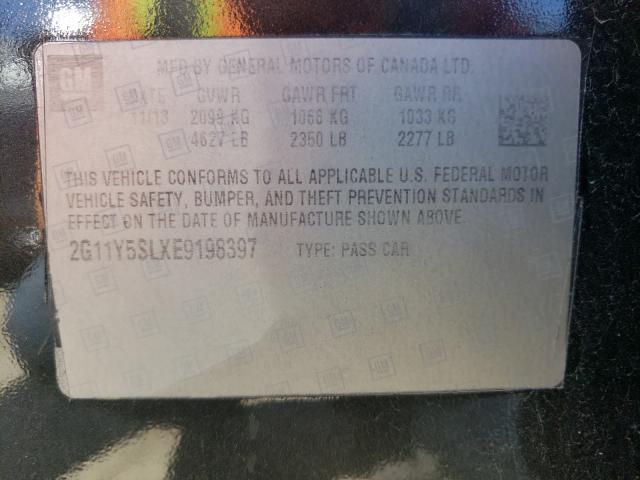 GM
MFD BY GENERAL MOTORS OF CANADA LTD.
DATE GVWR GAWR FRT GAWR RR
11/13 2099 KG 1066 KG 1033 KG
4627 LB 2350 LB 2277 LB
THIS VEHICLE CONFORMS TO ALL APPLICABLE U.S. FEDERAL MOTOR
VEHICLE SAFETY, BUMPER, AND THEFT PREVENTION STANDARDS IN
EFFECT ON THE DATE OF MANUFACTURE SHOWN ABOVE.
2G11Y5SLXE9198397 TYPE: PASS CAR